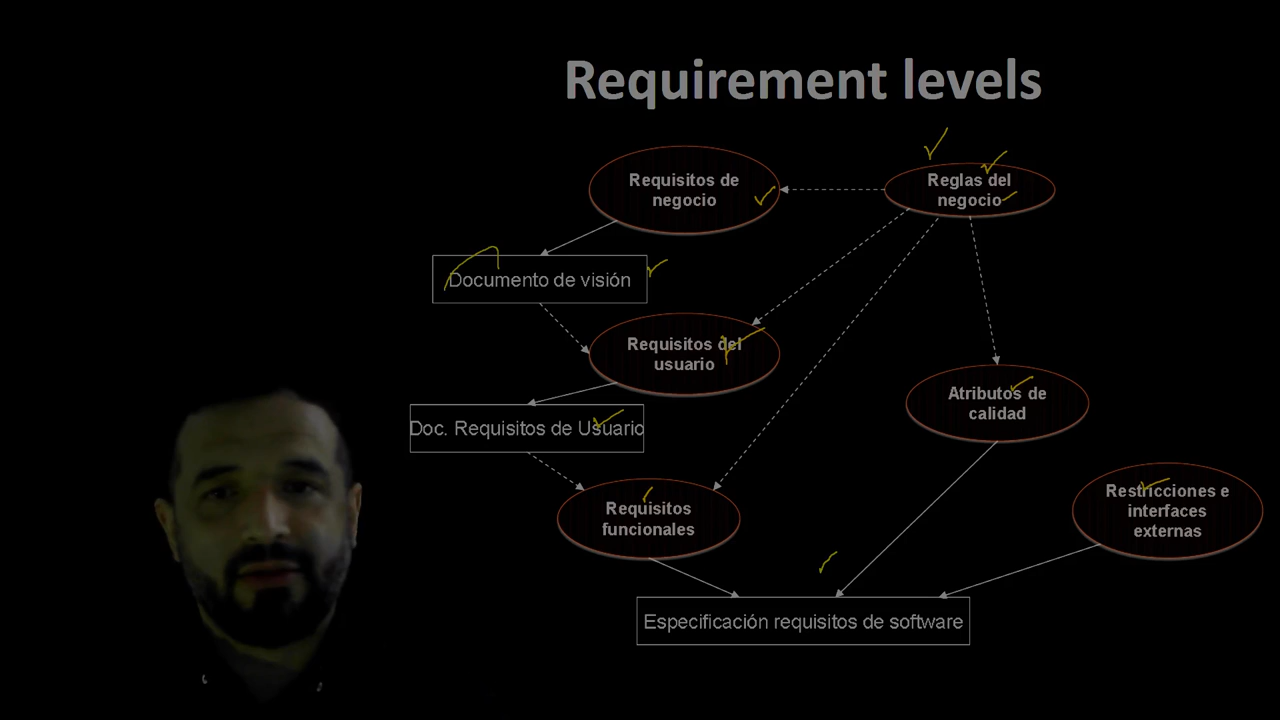 Requirement levels
Requisitos de
negocio
Reglas del
negocio
Documento de visión
Requisitos del
usuario
Atributos de
calidad
Doc. Requisitos de Usuario
Restricciones e
interfaces
externas
Requisitos
funcionales
Especificación requisitos de software